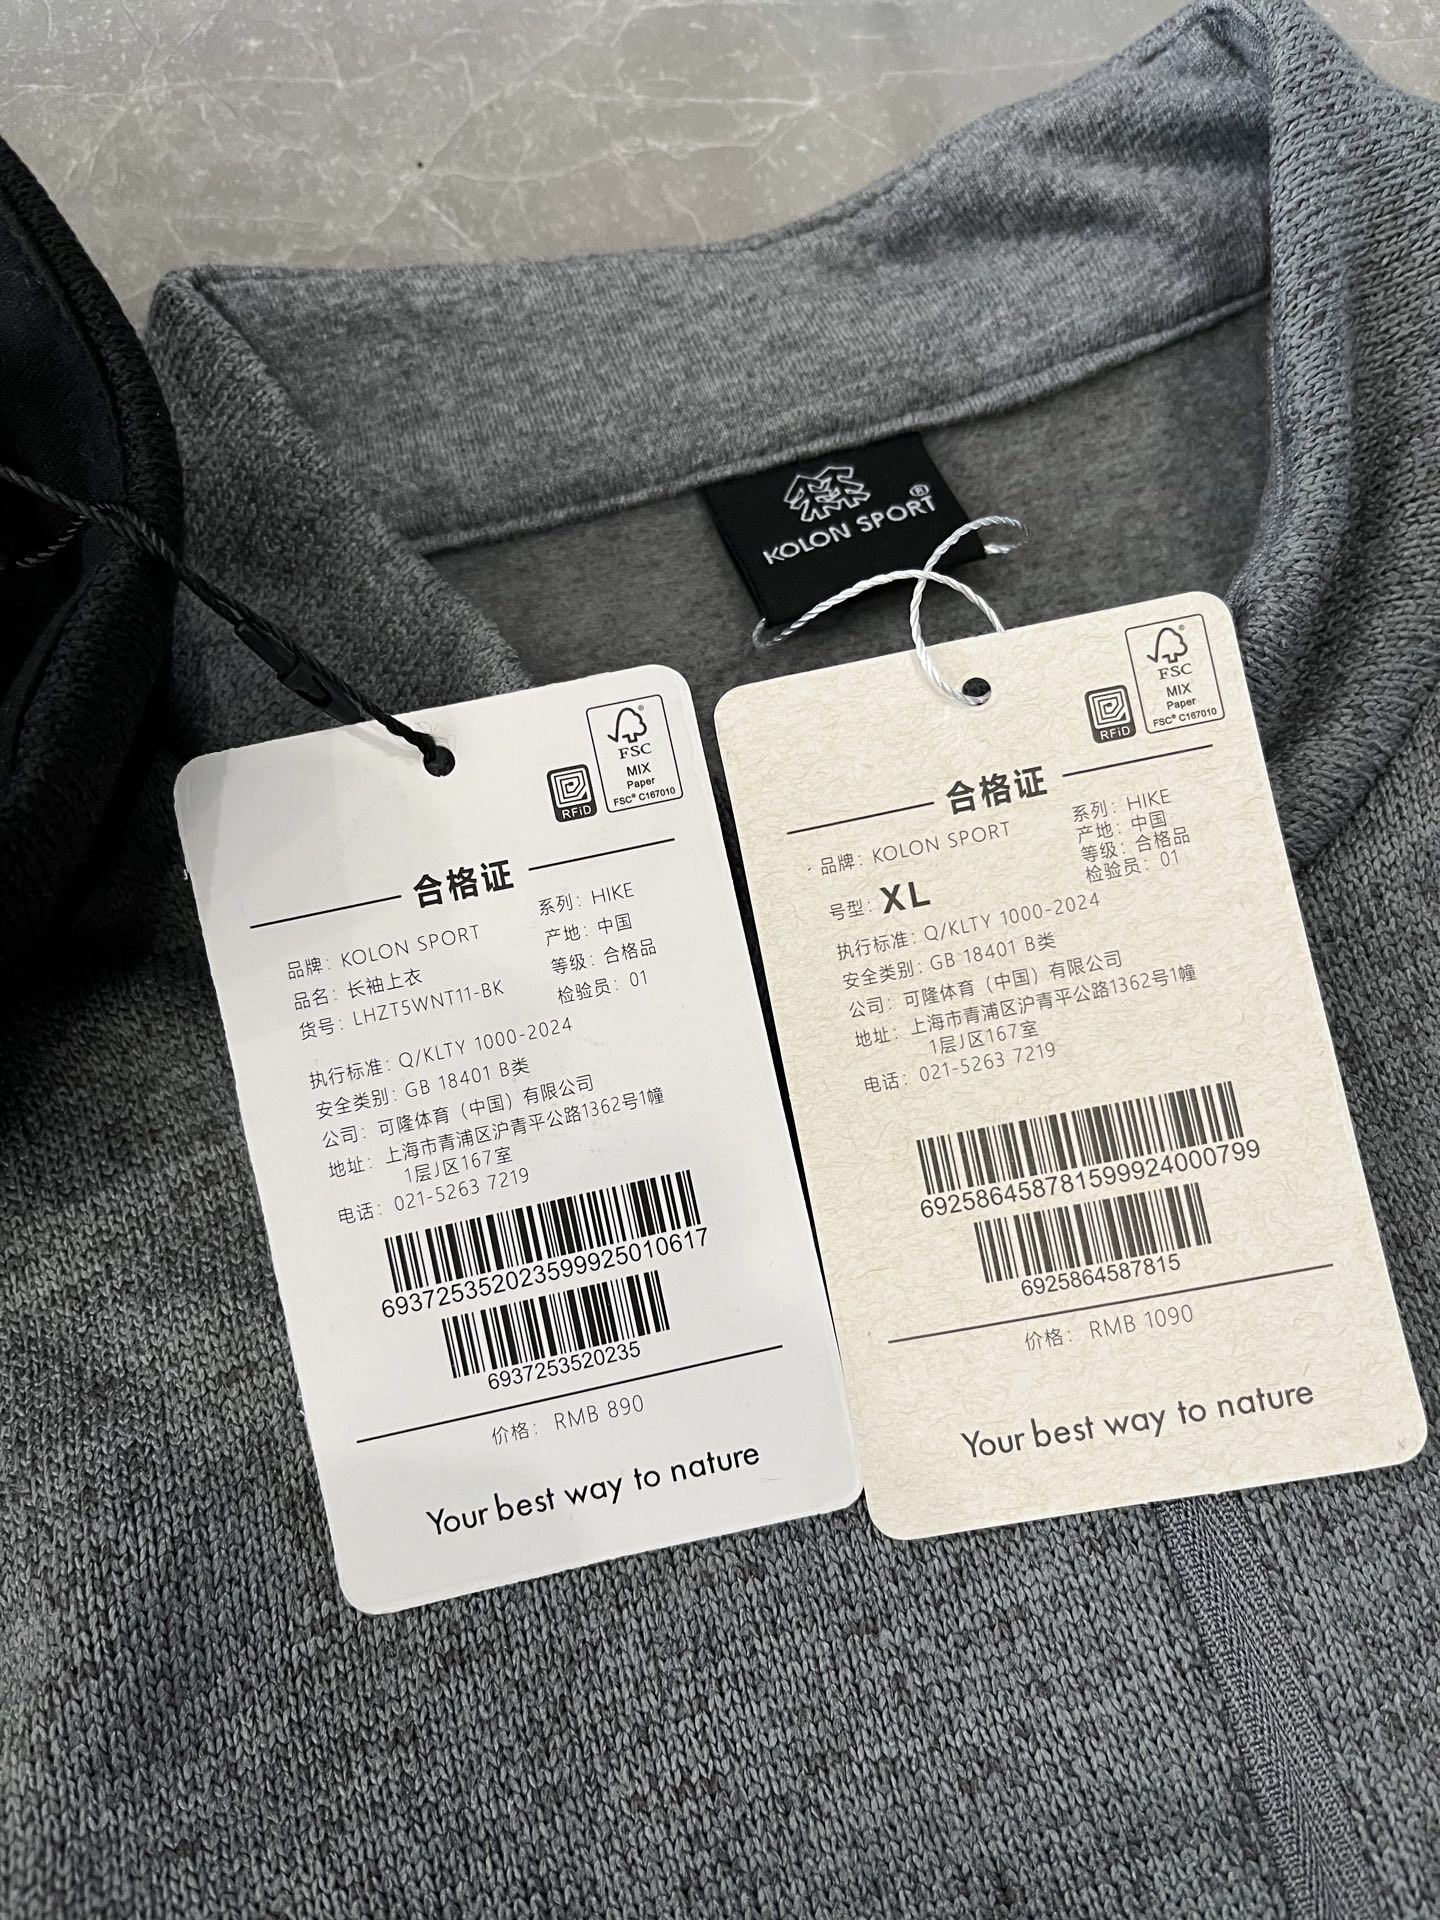 KOLON SPORT®
FSC®
MIX
Paper
FSC® C167010
RFiD
合格证
品牌：KOLON SPORT
系列：HIKE
品名：长袖上衣
产地：中国
货号：LHZT5WNT11-BK
等级：合格品
检验员：01
执行标准：Q/KLTY 1000-2024
安全类别：GB 18401 B类
公司：可隆体育（中国）有限公司
地址：上海市青浦区沪青平公路1362号1幢
1层J区167室
电话：021-5263 7219
69372535202359992501​0617
6937253520235
价格：RMB 890
Your best way to nature
FSC®
MIX
Paper
FSC® C167010
RFiD
合格证
品牌：KOLON SPORT
系列：HIKE
产地：中国
号型：XL
等级：合格品
检验员：01
执行标准：Q/KLTY 1000-2024
安全类别：GB 18401 B类
公司：可隆体育（中国）有限公司
地址：上海市青浦区沪青平公路1362号1幢
1层J区167室
电话：021-5263 7219
692586458781599924000799
6925864587815
价格：RMB 1090
Your best way to nature